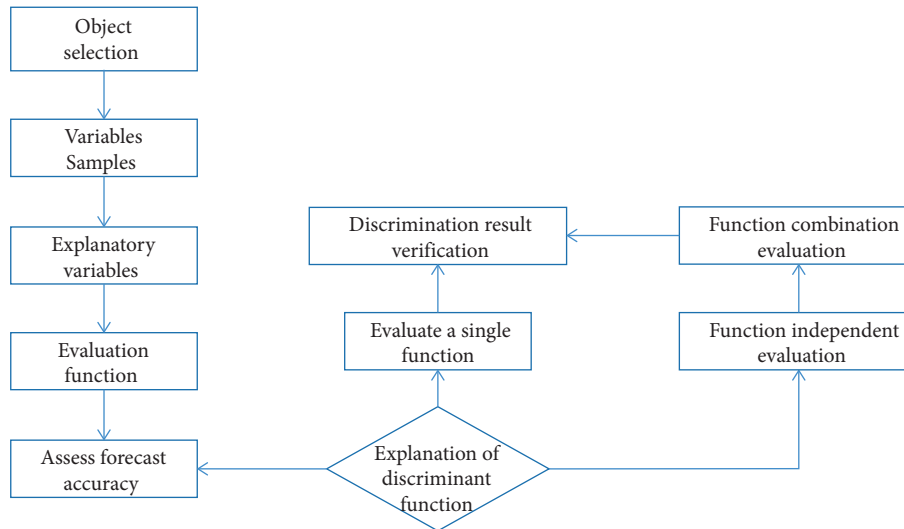 Object
selection
Variables
Samples
Explanatory
variables
Evaluation
function
Assess forecast
accuracy
Discrimination result
verification
Evaluate a single
function
Explanation of
discriminant
function
Function combination
evaluation
Function independent
evaluation